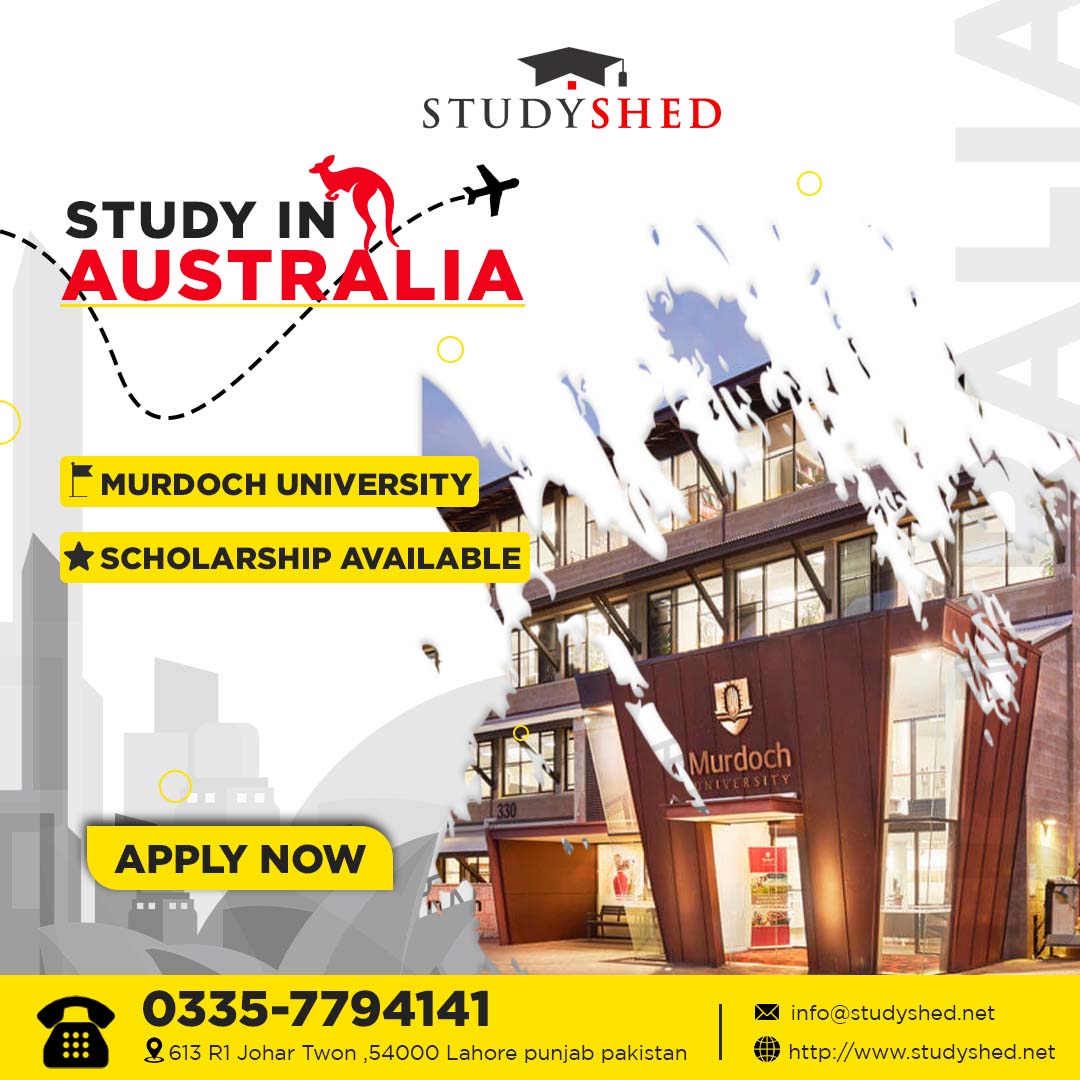 STUDYSHED
STUDY IN
AUSTRALIA
MURDOCH UNIVERSITY
SCHOLARSHIP AVAILABLE
Murdoch
UNIVERSITY
330
APPLY NOW
0335-7794141
613 R1 Johar Twon ,54000 Lahore punjab pakistan
info@studyshed.net
http://www.studyshed.net